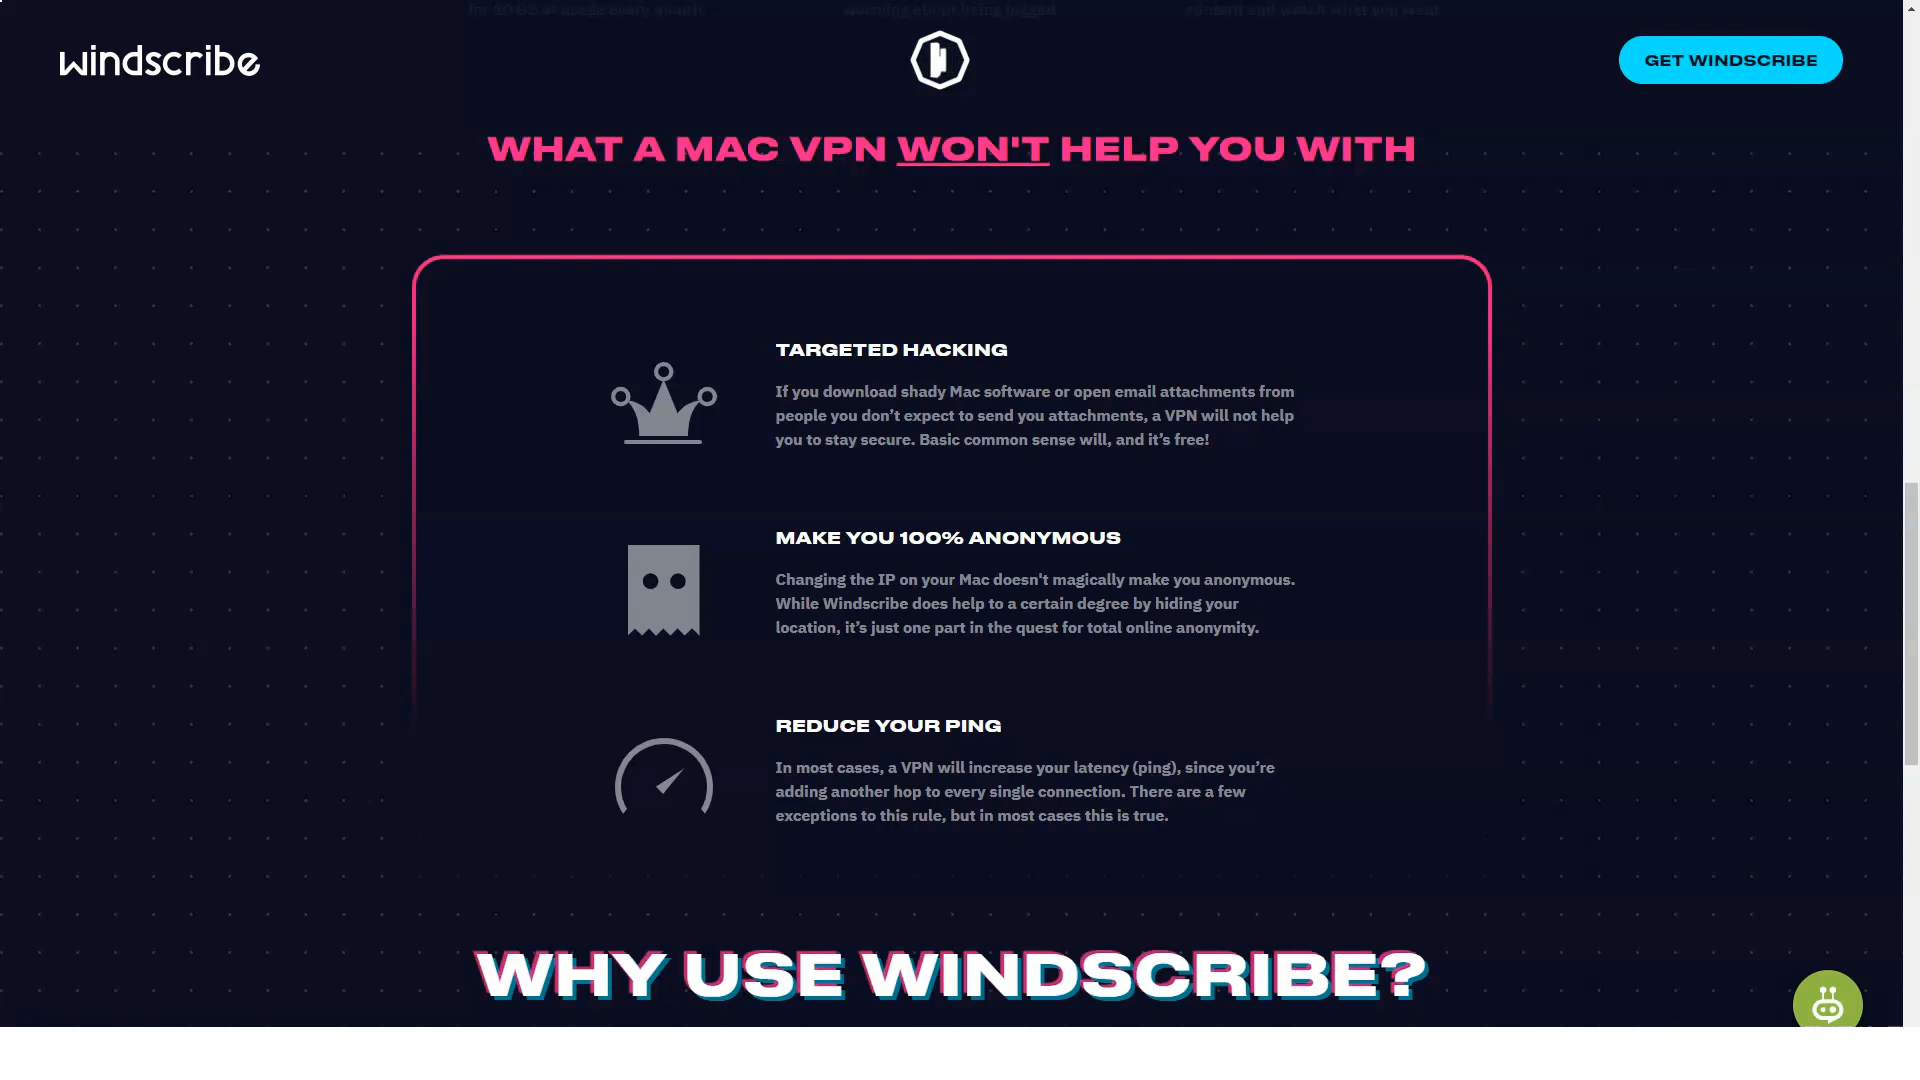 windscribe
GET WINDSCRIBE
WHAT A MAC VPN WON'T HELP YOU WITH
TARGETED HACKING
If you download shady Mac software or open email attachments from
people you don’t expect to send you attachments, a VPN will not help
you to stay secure. Basic common sense will, and it’s free!
MAKE YOU 100% ANONYMOUS
Changing the IP on your Mac doesn't magically make you anonymous.
While Windscribe does help to a certain degree by hiding your
location, it’s just one part in the quest for total online anonymity.
REDUCE YOUR PING
In most cases, a VPN will increase your latency (ping), since you’re
adding another hop to every single connection. There are a few
exceptions to this rule, but in most cases this is true.
WHY USE WINDSCRIBE?